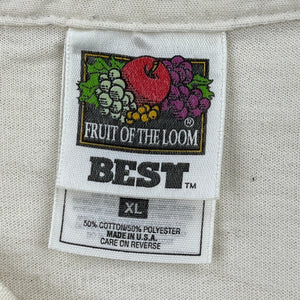 FRUIT OF THE LOOM ®
BEST™
XL
50% COTTON/50% POLYESTER
MADE IN U.S.A.
CARE ON REVERSE